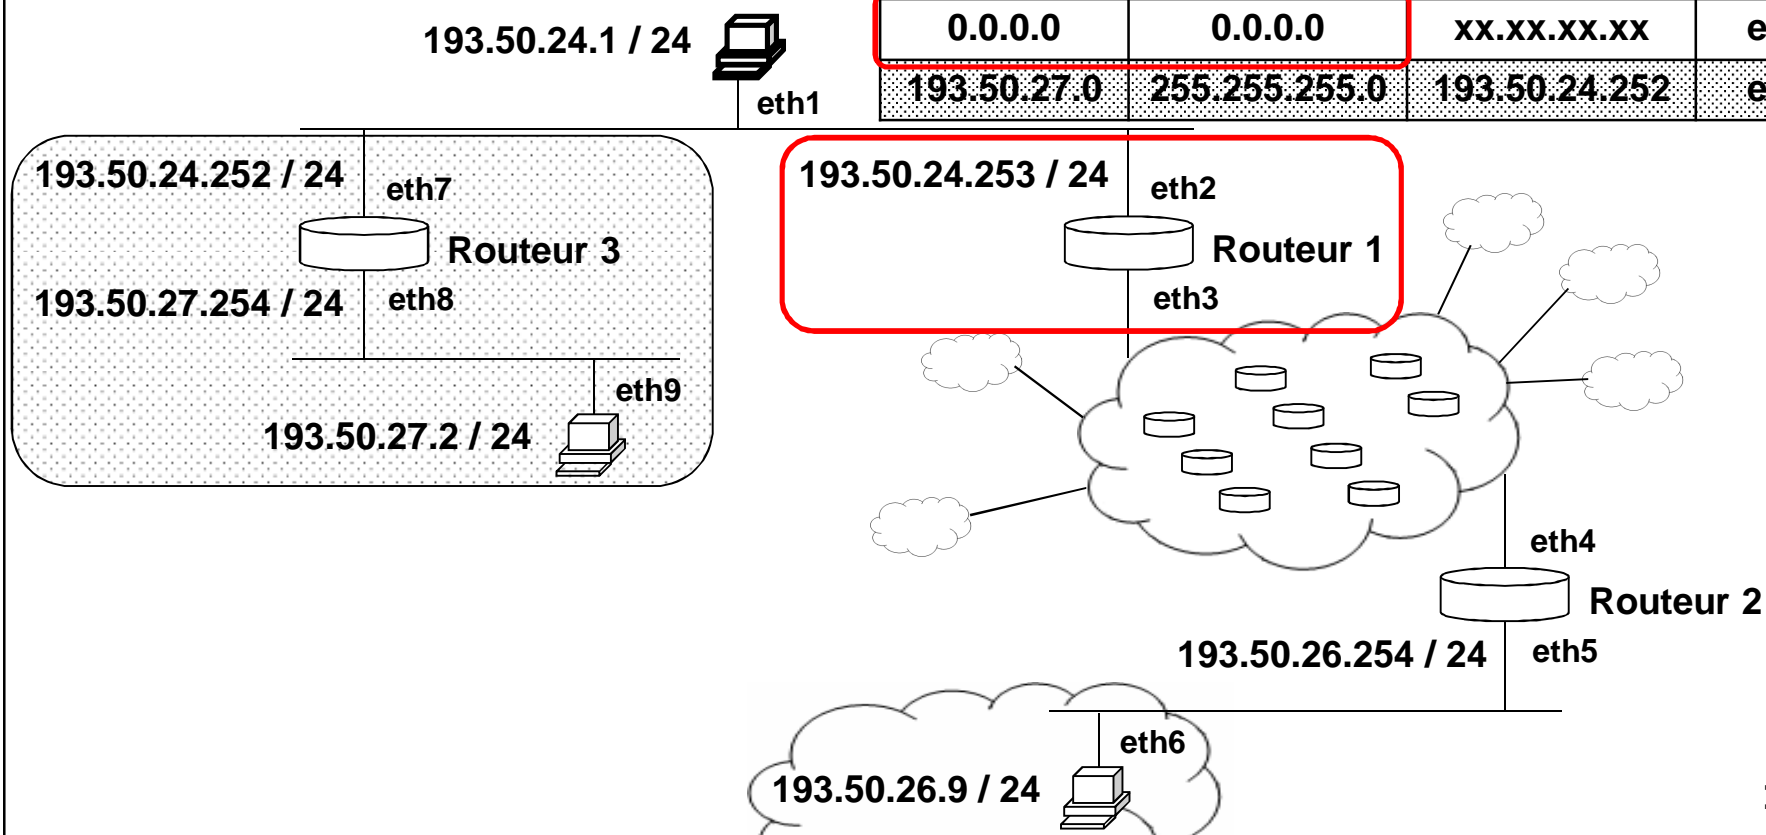 193.50.24.1 / 24
0.0.0.0 0.0.0.0 xx.xx.xx.xx e
193.50.27.0 255.255.255.0 193.50.24.252 e
eth1
193.50.24.252 / 24
eth7
Routeur 3
193.50.27.254 / 24
eth8
eth9
193.50.27.2 / 24
193.50.24.253 / 24
eth2
Routeur 1
eth3
eth4
Routeur 2
193.50.26.254 / 24
eth5
eth6
193.50.26.9 / 24